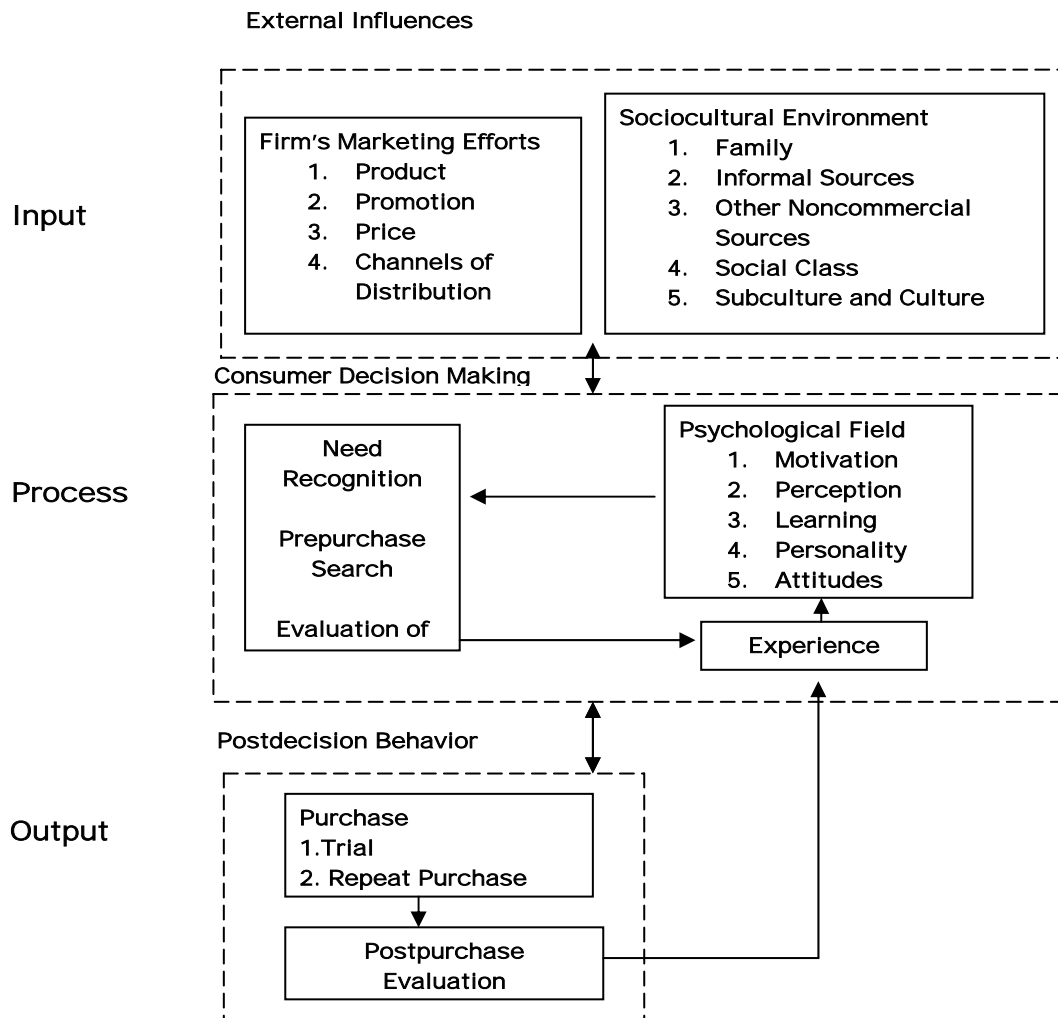 External Influences
Input
Firm's Marketing Efforts
1. Product
2. Promotion
3. Price
4. Channels of
Distribution
Sociocultural Environment
1. Family
2. Informal Sources
3. Other Noncommercial
Sources
4. Social Class
5. Subculture and Culture
Consumer Decision Making
Process
Need
Recognition
Prepurchase
Search
Evaluation of
Psychological Field
1. Motivation
2. Perception
3. Learning
4. Personality
5. Attitudes
Experience
Postdecision Behavior
Output
Purchase
1.Trial
2. Repeat Purchase
Postpurchase
Evaluation